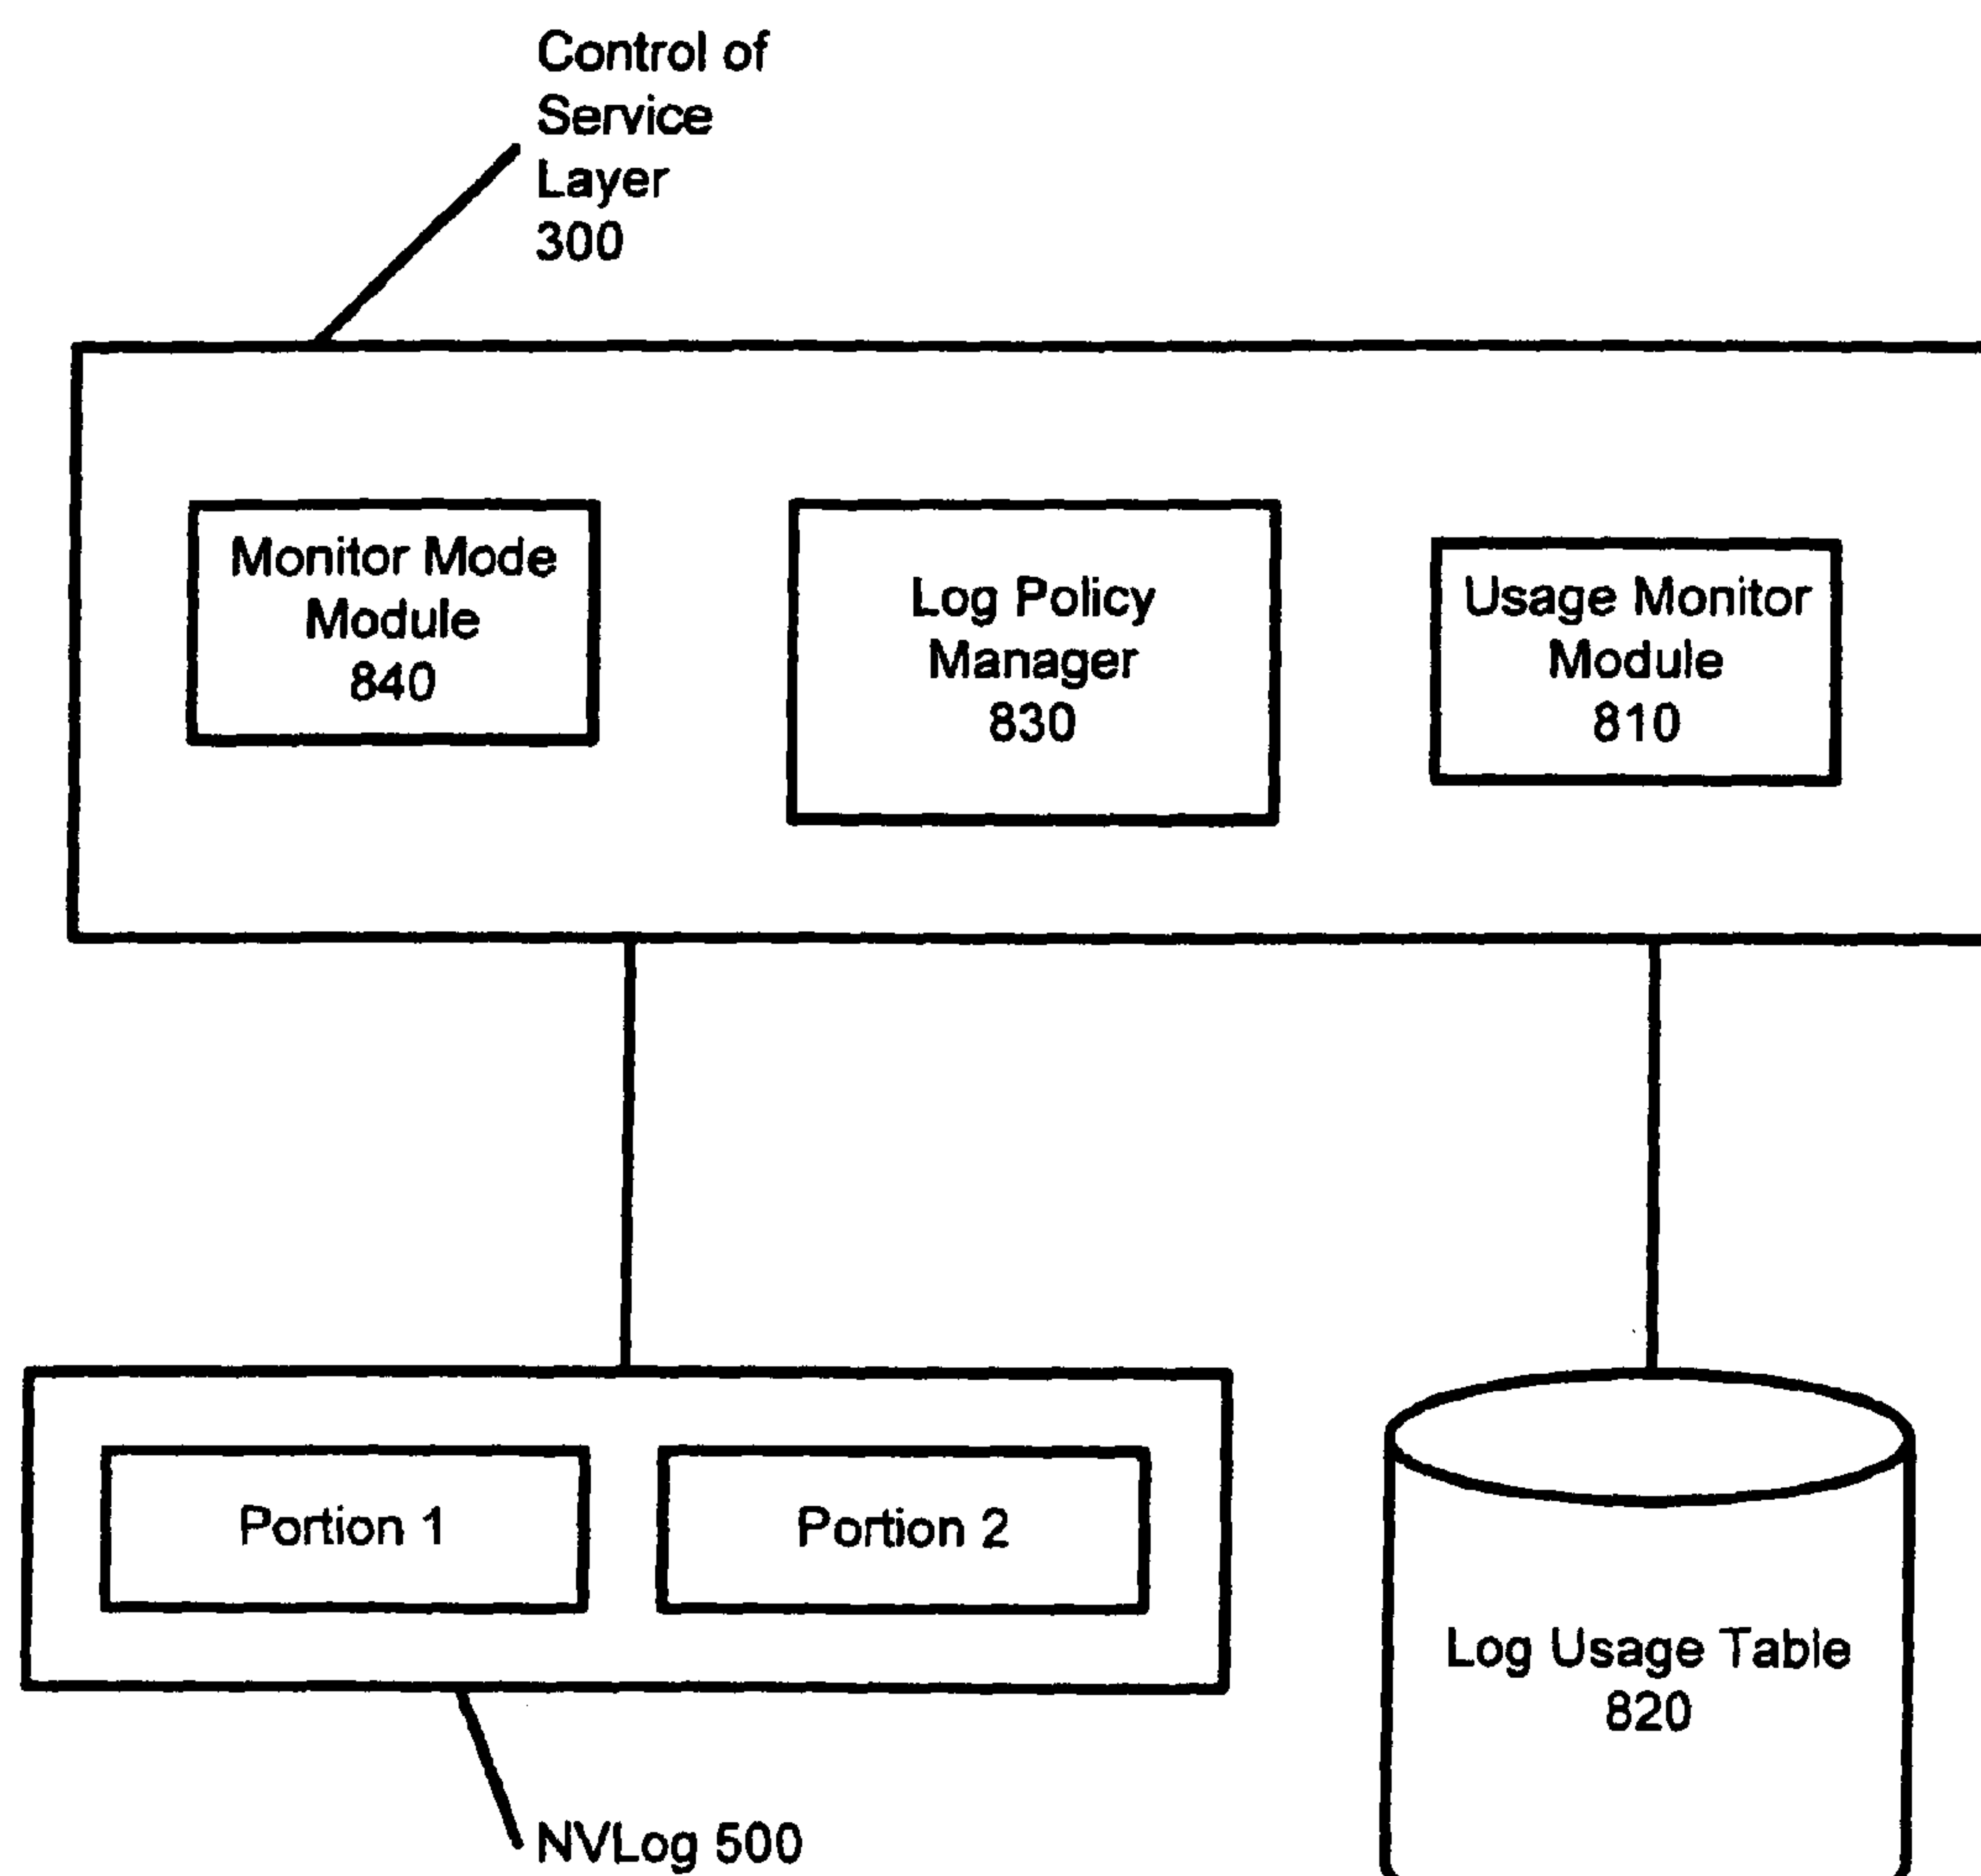 Control of
Service
Layer
300
Monitor Mode
Module
840
Log Policy
Manager
830
Usage Monitor
Module
810
Portion 1
Portion 2
Log Usage Table
820
NVLog 500